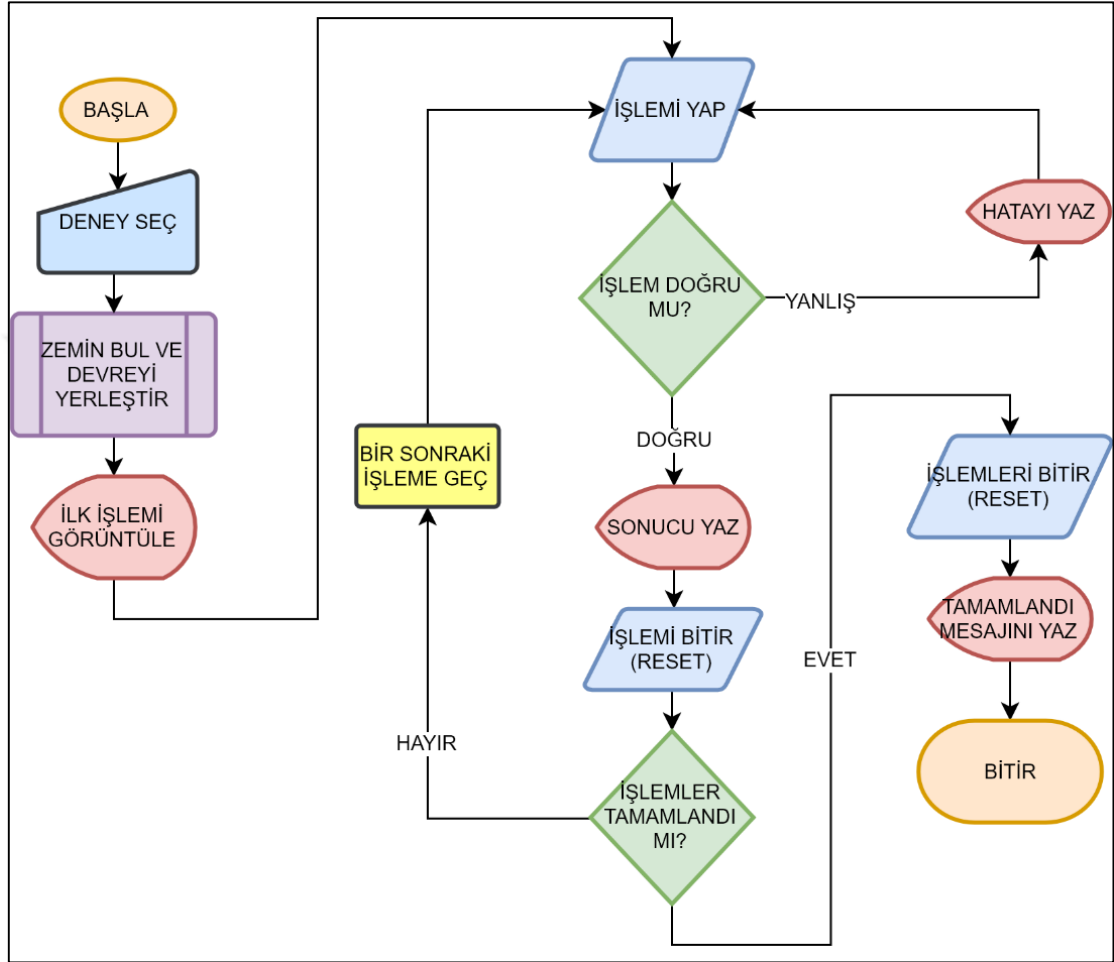 BAŞLA
DENEY SEÇ
ZEMİN BUL VE
DEVREYİ
YERLEŞTİR
İLK İŞLEMİ
GÖRÜNTÜLE
İŞLEMİ YAP
İŞLEM DOĞRU
MU?
YANLIŞ
HATAYI YAZ
DOĞRU
SONUCU YAZ
İŞLEMİ BİTİR
(RESET)
İŞLEMLER
TAMAMLANDI
MI?
HAYIR
BİR SONRAKİ
İŞLEME GEÇ
EVET
İŞLEMLERİ BİTİR
(RESET)
TAMAMLANDI
MESAJINI YAZ
BİTİR